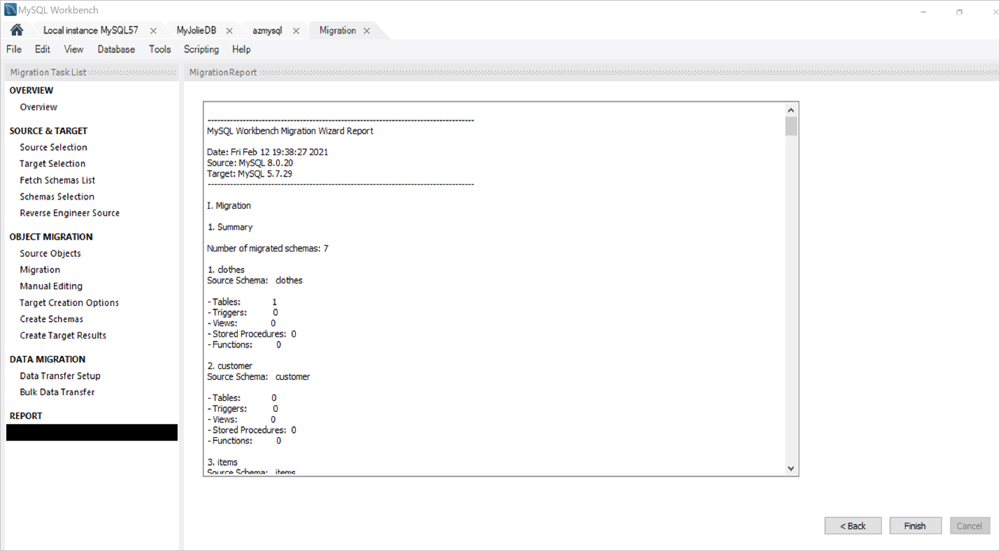 MySQL Workbench
Local instance MySQL57 MyJolieDB azmysql Migration
File Edit View Database Tools Scripting Help
Migration Task List
OVERVIEW
Overview
SOURCE & TARGET
Source Selection
Target Selection
Fetch Schemas List
Schemas Selection
Reverse Engineer Source
OBJECT MIGRATION
Source Objects
Migration
Manual Editing
Target Creation Options
Create Schemas
Create Target Results
DATA MIGRATION
Data Transfer Setup
Bulk Data Transfer
REPORT
Migration Report
------------------------------------------------------------------------------------
MySQL Workbench Migration Wizard Report
Date: Fri Feb 12 19:38:27 2021
Source: MySQL 8.0.20
Target: MySQL 5.7.29
------------------------------------------------------------------------------------
I. Migration
1. Summary
Number of migrated schemas: 7
1. clothes
Source Schema: clothes
- Tables: 1
- Triggers: 0
- Views: 0
- Stored Procedures: 0
- Functions: 0
2. customer
Source Schema: customer
- Tables: 0
- Triggers: 0
- Views: 0
- Stored Procedures: 0
- Functions: 0
3. items
Source Schema: items
< Back Finish Cancel